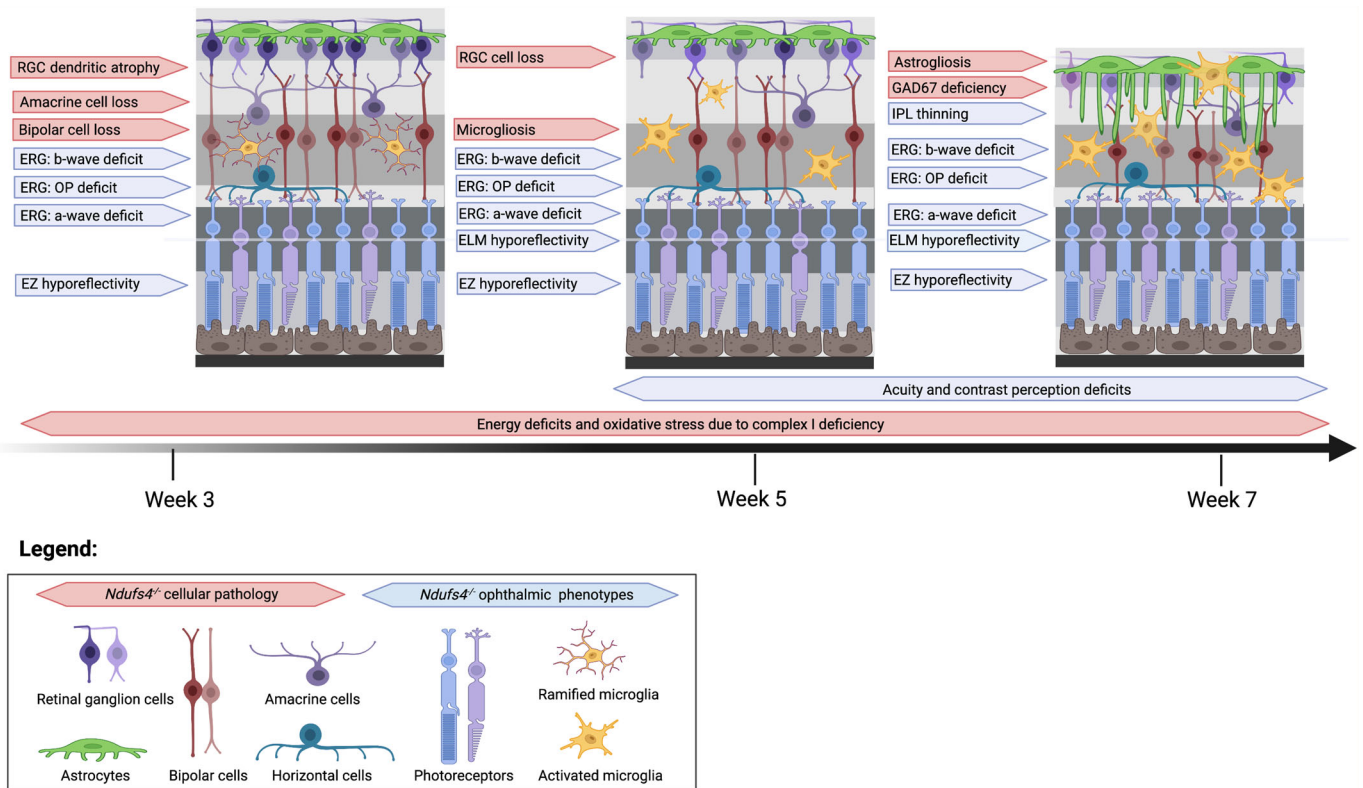 RGC dendritic atrophy
Amacrine cell loss
Bipolar cell loss
ERG: b-wave deficit
ERG: OP deficit
ERG: a-wave deficit
EZ hyporeflectivity
RGC cell loss
Microgliosis
ERG: b-wave deficit
ERG: OP deficit
ERG: a-wave deficit
ELM hyporeflectivity
EZ hyporeflectivity
Astrogliosis
GAD67 deficiency
IPL thinning
ERG: b-wave deficit
ERG: OP deficit
ERG: a-wave deficit
ELM hyporeflectivity
EZ hyporeflectivity
Acuity and contrast perception deficits
Energy deficits and oxidative stress due to complex I deficiency
Week 3
Week 5
Week 7
Legend:
Ndufs4-/- cellular pathology
Ndufs4-/- ophthalmic phenotypes
Retinal ganglion cells
Amacrine cells
Ramified microglia
Astrocytes
Bipolar cells
Horizontal cells
Photoreceptors
Activated microglia